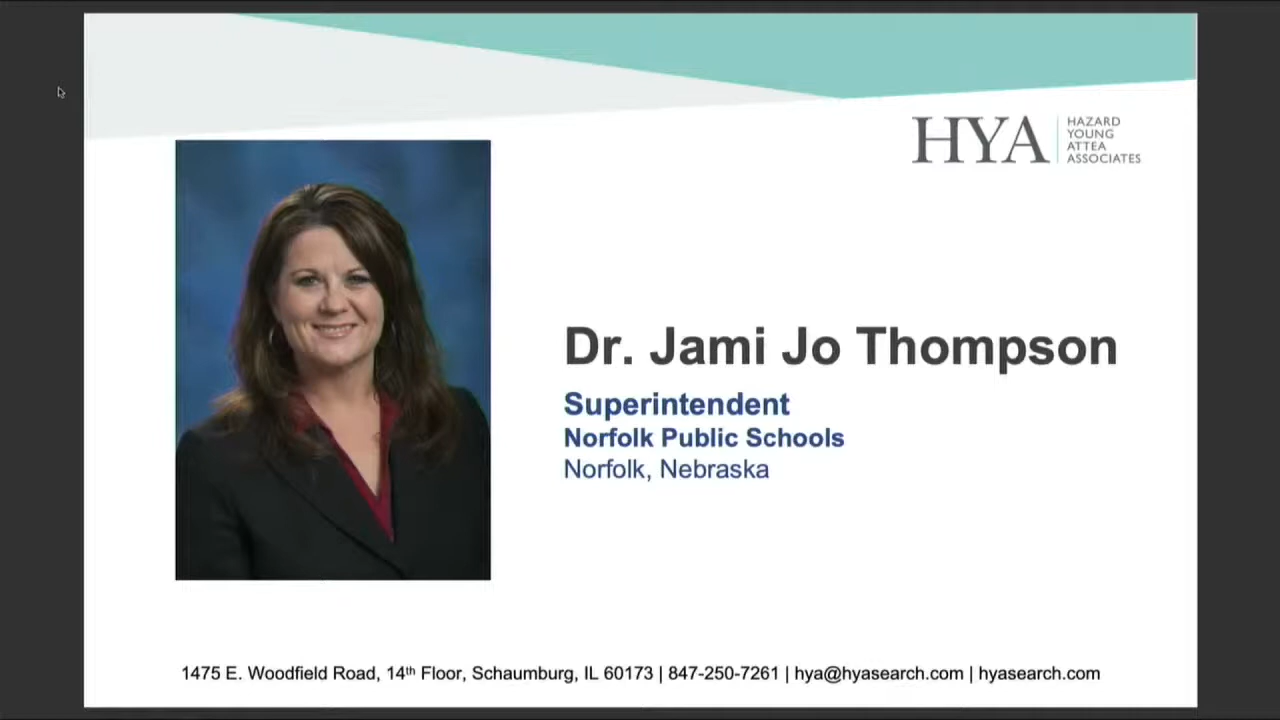 HYA
HAZARD
YOUNG
ATTEA
ASSOCIATES
Dr. Jami Jo Thompson
Superintendent
Norfolk Public Schools
Norfolk, Nebraska
1475 E. Woodfield Road, 14th Floor, Schaumburg, IL 60173 | 847-250-7261 | hya@hyasearch.com | hyasearch.com